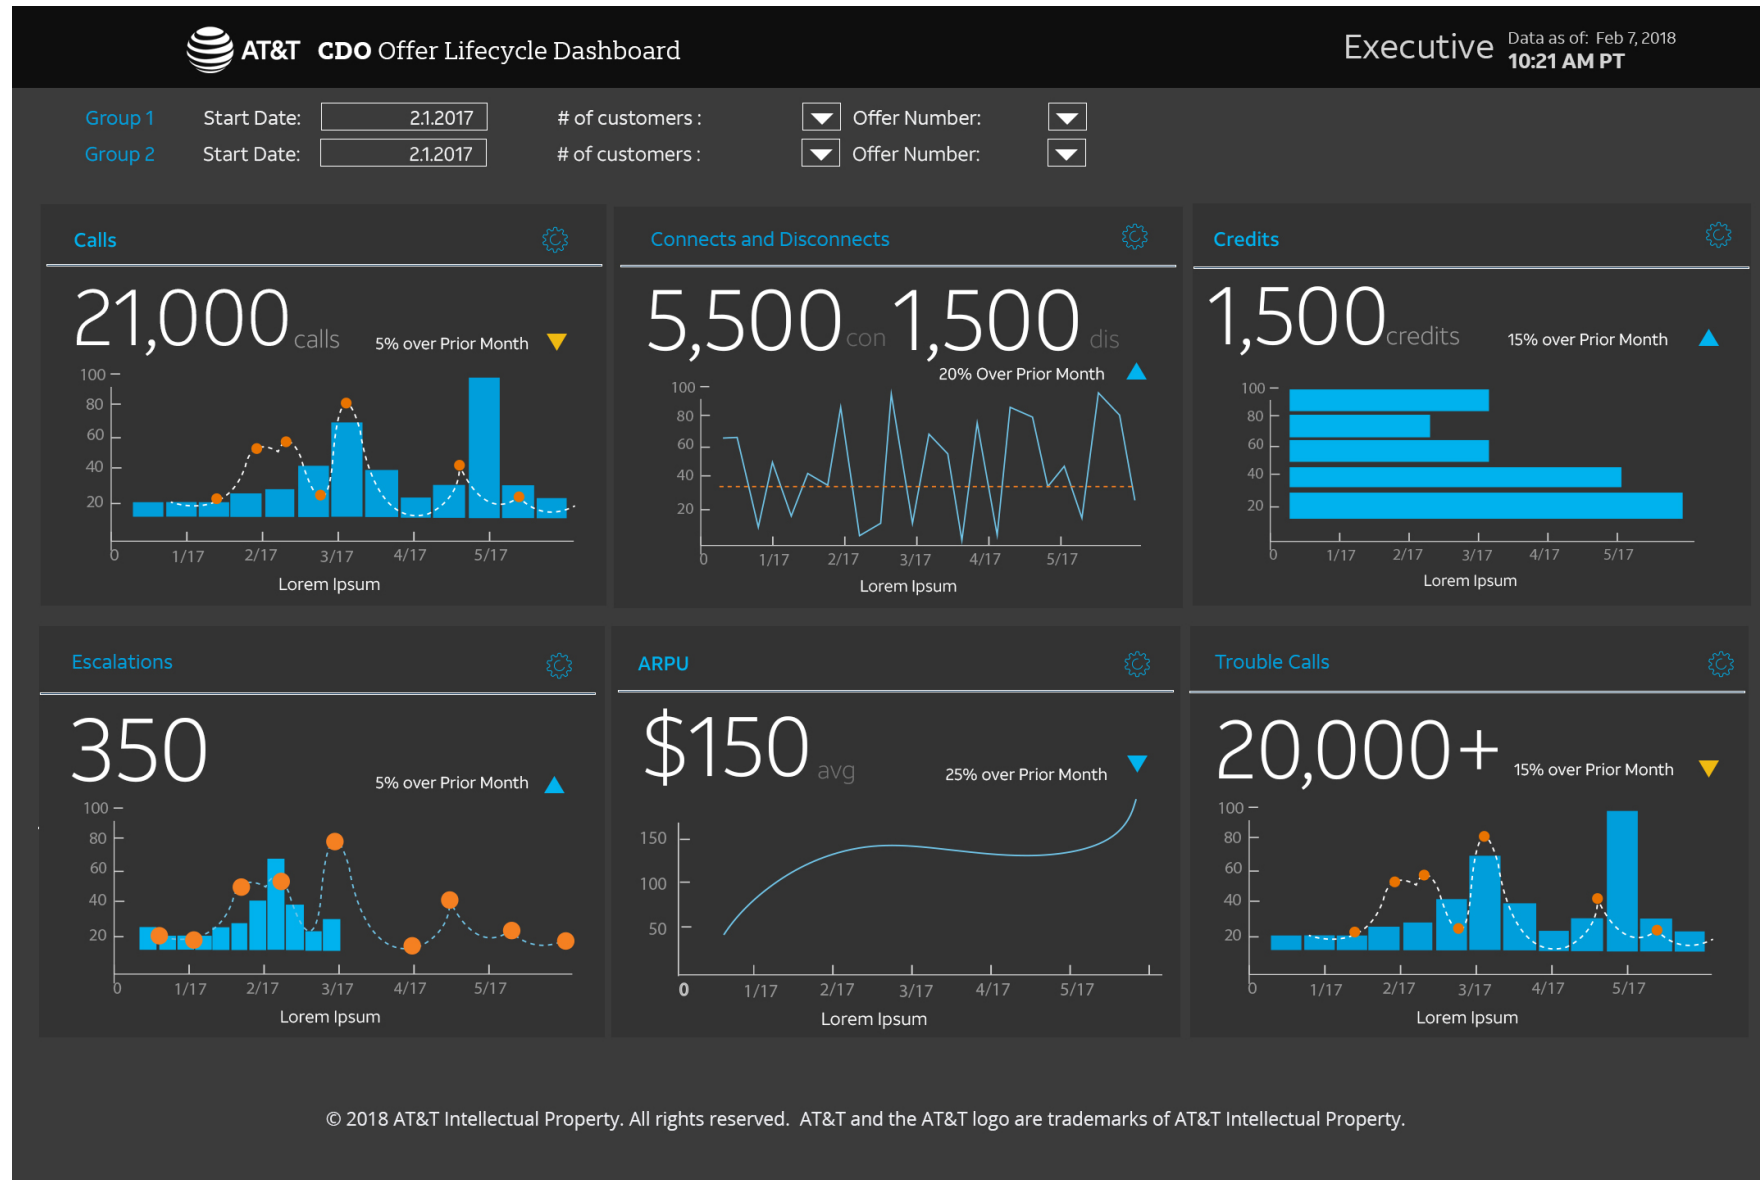 AT&T CDO Offer Lifecycle Dashboard
Executive
Data as of: Feb 7, 2018
10:21 AM PT
Group 1 Start Date: 2.1.2017 # of customers : Offer Number:
Group 2 Start Date: 2.1.2017 # of customers : Offer Number:
Calls
21,000 calls
5% over Prior Month
100
80
60
40
20
0 1/17 2/17 3/17 4/17 5/17
Lorem Ipsum
Connects and Disconnects
5,500 con 1,500 dis
20% Over Prior Month
100
80
60
40
20
0 1/17 2/17 3/17 4/17 5/17
Lorem Ipsum
Credits
1,500 credits
15% over Prior Month
100
80
60
40
20
0 1/17 2/17 3/17 4/17 5/17
Lorem Ipsum
Escalations
350
5% over Prior Month
100
80
60
40
20
0 1/17 2/17 3/17 4/17 5/17
Lorem Ipsum
ARPU
$150 avg
25% over Prior Month
150
100
50
0 1/17 2/17 3/17 4/17 5/17
Lorem Ipsum
Trouble Calls
20,000+
15% over Prior Month
100
80
60
40
20
0 1/17 2/17 3/17 4/17 5/17
Lorem Ipsum
© 2018 AT&T Intellectual Property. All rights reserved. AT&T and the AT&T logo are trademarks of AT&T Intellectual Property.